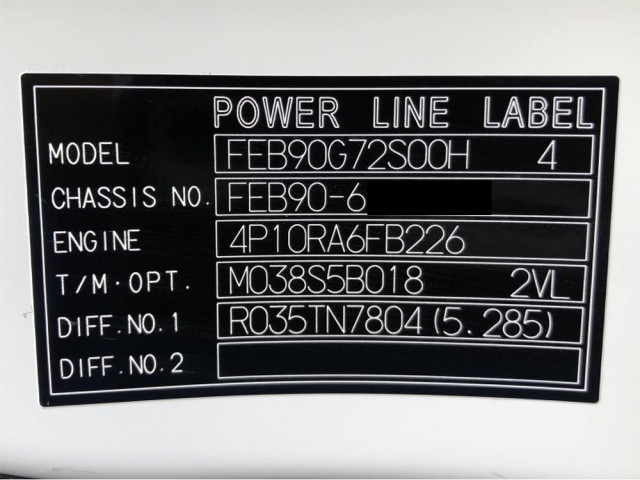 POWER LINE LABEL
MODEL FEB90G72S00H 4
CHASSIS NO. FEB90-6
ENGINE 4P10RA6FB226
T/M·OPT. M038S5B018 2VL
DIFF.NO.1 R035TN7804(5.285)
DIFF.NO.2